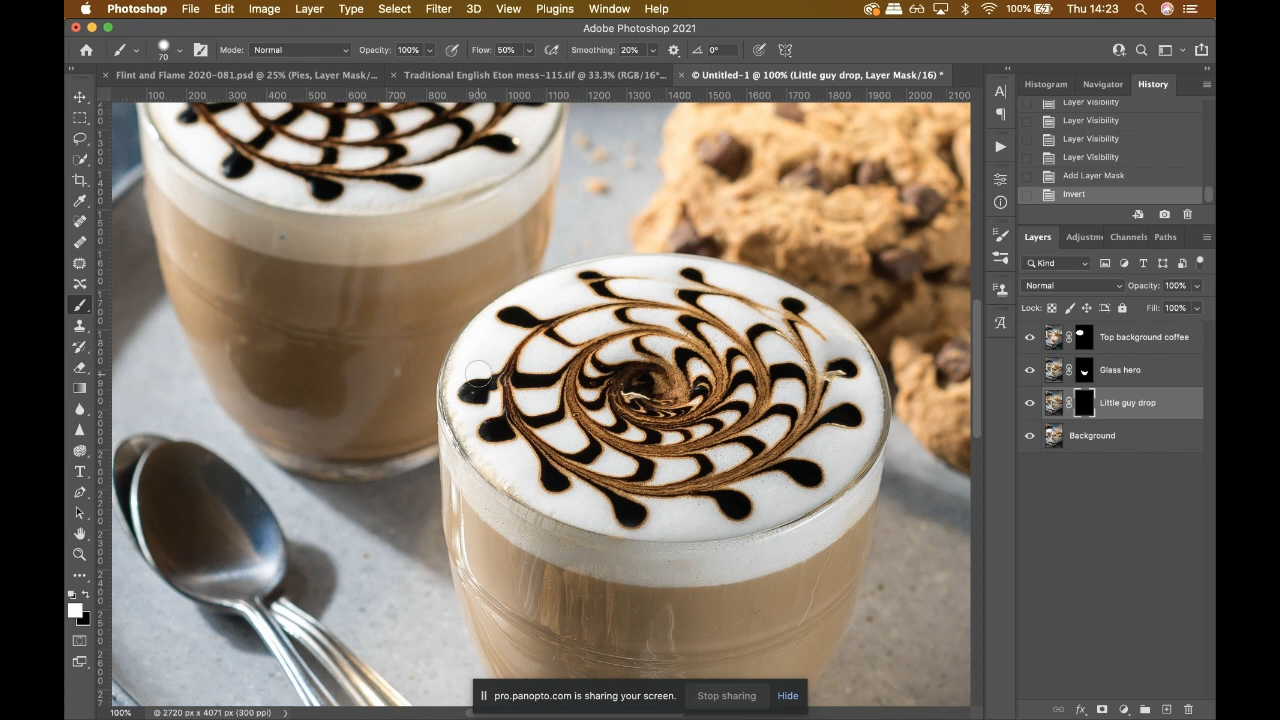 Photoshop File Edit Image Layer Type Select Filter 3D View Plugins Window Help 100% Thu 14:23
Adobe Photoshop 2021
70 Mode: Normal Opacity: 100% Flow: 50% Smoothing: 20% 0°
× Flint and Flame 2020-081.psd @ 25% (Pies, Layer Mask/... × Traditional English Eton mess-115.tif @ 33.3% (RGB/16*... × © Untitled-1 @ 100% (Little guy drop, Layer Mask/16) *
100 200 300 400 500 600 700 800 900 1000 1100 1200 1300 1400 1500 1600 1700 1800 1900 2000 2100
Histogram Navigator History
Layer Visibility
Layer Visibility
Layer Visibility
Layer Visibility
Add Layer Mask
Invert
Layers Adjustme Channels Paths
Kind
Normal Opacity: 100%
Lock: Fill: 100%
Top background coffee
Glass hero
Little guy drop
Background
pro.panopto.com is sharing your screen. Stop sharing Hide
100% © 2720 px x 4071 px (300 ppi)